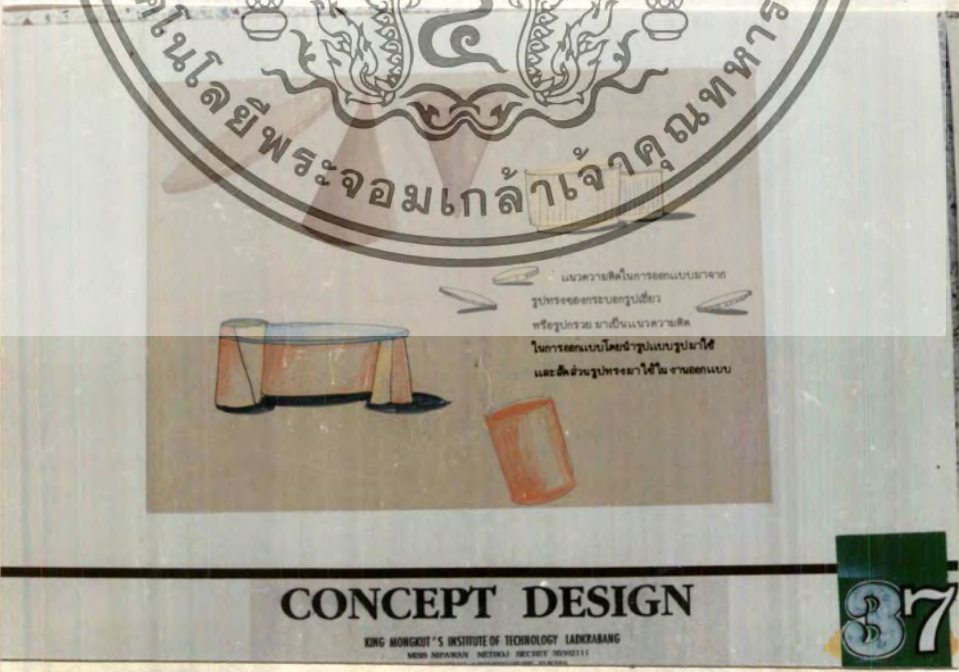 คโนโลยีพระจอมเกล้าเจ้าคุณทหาร
แนวความคิดในการออกแบบมาจาก
รูปทรงของกระบอกรูปเยี่ยว
หรือรูปกรวย มาเป็นแนวความคิด
ในการออกแบบโดยนำรูปแบบรูปมาใช้
และสัดส่วนรูปทรงมาใช้ใน งานออกแบบ
CONCEPT DESIGN
KING MONGKUT'S INSTITUTE OF TECHNOLOGY LADKRABANG
MISS NIPAWAN
37